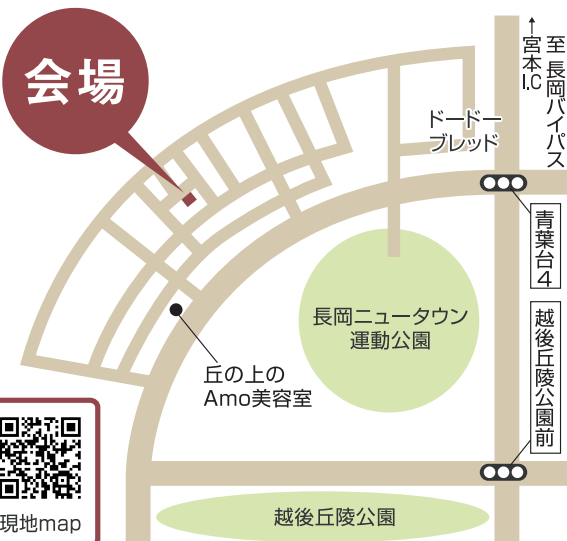 会場
↑
宮本I.C
至 長岡バイパス
ドードー
ブレッド
青葉台4
長岡ニュータウン
運動公園
越後丘陵公園前
丘の上の
Amo美容室
現地map
越後丘陵公園